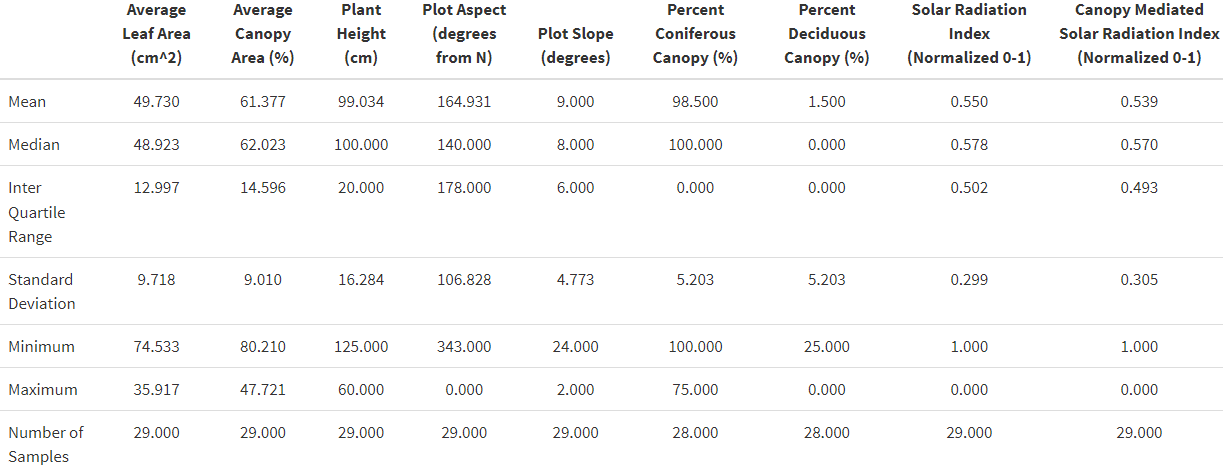 Average Leaf Area (cm^2) Average Canopy Area (%) Plant Height (cm) Plot Aspect (degrees from N) Plot Slope (degrees) Percent Coniferous Canopy (%) Percent Deciduous Canopy (%) Solar Radiation Index (Normalized 0-1) Canopy Mediated Solar Radiation Index (Normalized 0-1)
Mean 49.730 61.377 99.034 164.931 9.000 98.500 1.500 0.550 0.539
Median 48.923 62.023 100.000 140.000 8.000 100.000 0.000 0.578 0.570
Inter Quartile Range 12.997 14.596 20.000 178.000 6.000 0.000 0.000 0.502 0.493
Standard Deviation 9.718 9.010 16.284 106.828 4.773 5.203 5.203 0.299 0.305
Minimum 74.533 80.210 125.000 343.000 24.000 100.000 25.000 1.000 1.000
Maximum 35.917 47.721 60.000 0.000 2.000 75.000 0.000 0.000 0.000
Number of Samples 29.000 29.000 29.000 29.000 29.000 28.000 28.000 29.000 29.000